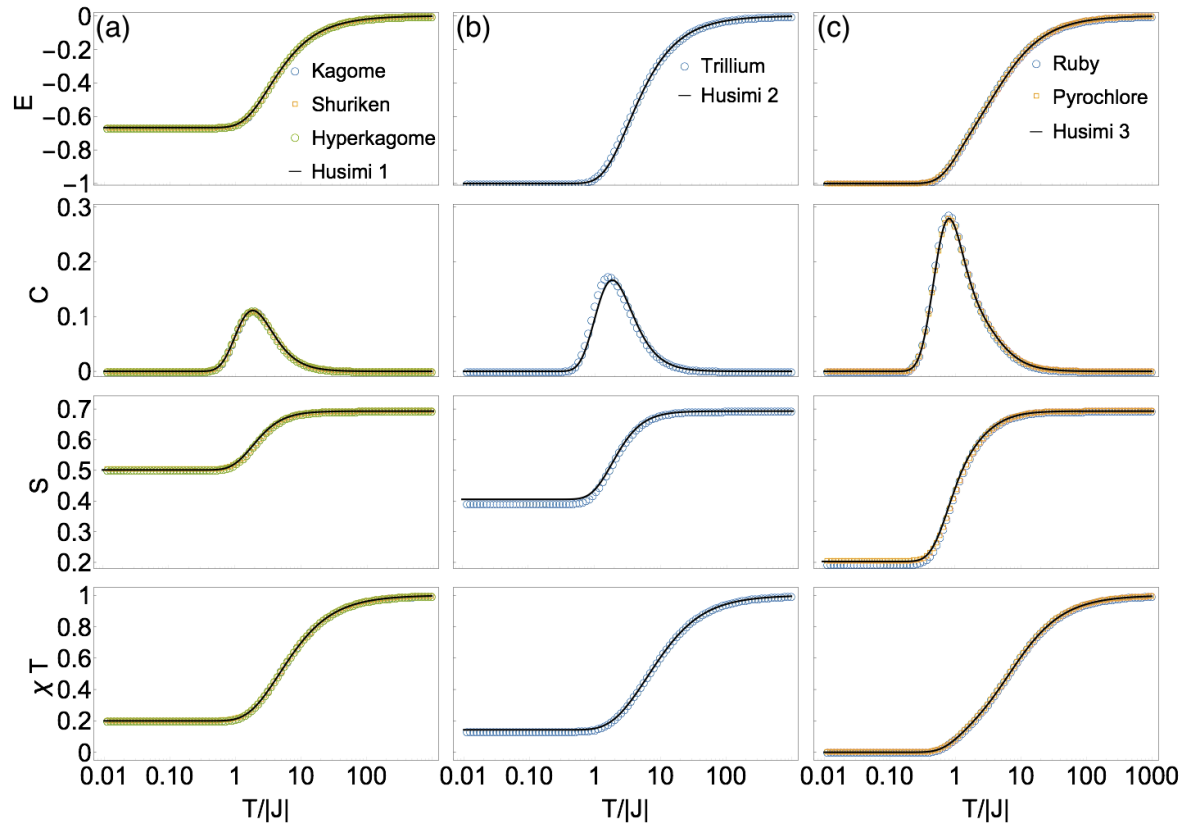 (a)
(b)
(c)
Kagome
Shuriken
Hyperkagome
Husimi 1
Trillium
Husimi 2
Ruby
Pyrochlore
Husimi 3
E
0
−0.2
−0.4
−0.6
−0.8
−1
C
0.3
0.2
0.1
0
S
0.7
0.6
0.5
0.4
0.3
0.2
χ T
1
0.8
0.6
0.4
0.2
0
0.01 0.10 1 10 100
0.01 0.10 1 10 100
0.01 0.10 1 10 100 1000
T/|J|
T/|J|
T/|J|